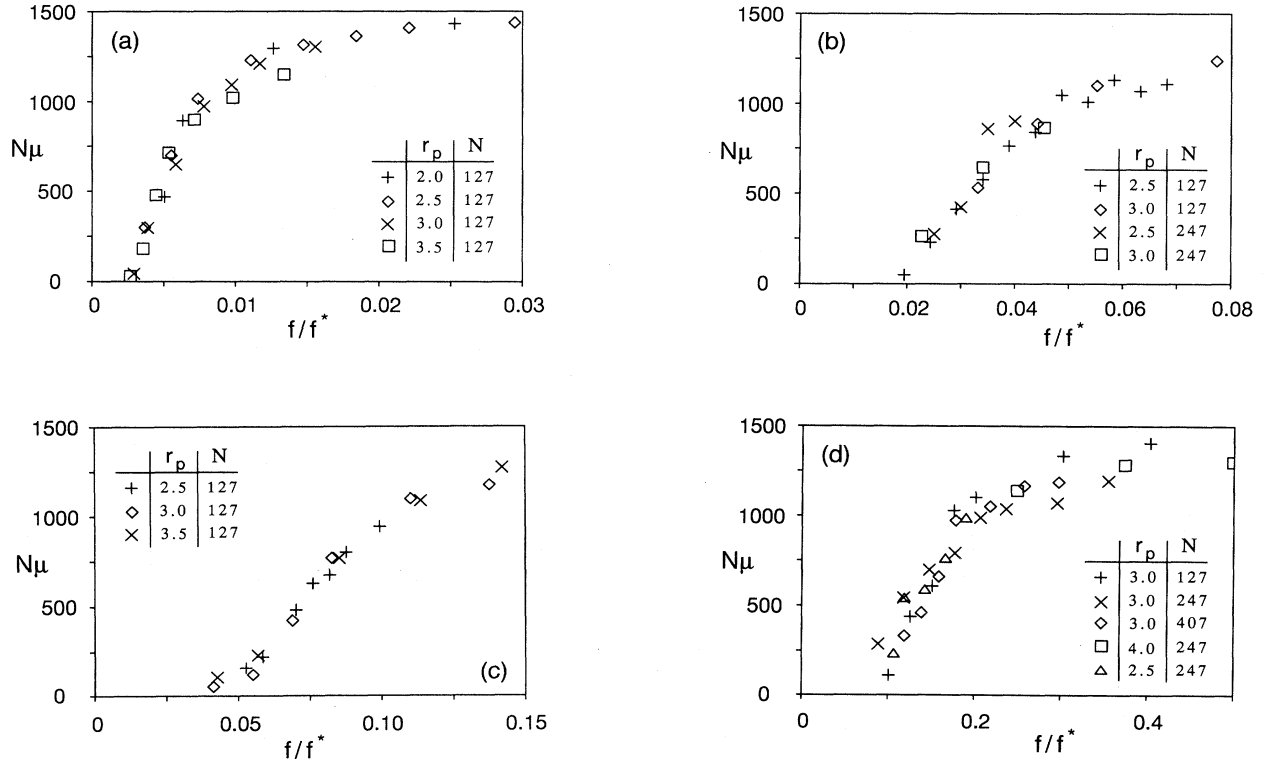 (a)
1500
1000
500
0
Nμ
r p N
+ 2.0 127
◇ 2.5 127
× 3.0 127
□ 3.5 127
0 0.01 0.02 0.03
f/f*
(b)
1500
1000
500
0
Nμ
r p N
+ 2.5 127
◇ 3.0 127
× 2.5 247
□ 3.0 247
0 0.02 0.04 0.06 0.08
f/f*
1500
1000
500
0
Nμ
r p N
+ 2.5 127
◇ 3.0 127
× 3.5 127
(c)
0 0.05 0.10 0.15
f/f*
(d)
1500
1000
500
0
Nμ
r p N
+ 3.0 127
× 3.0 247
◇ 3.0 407
□ 4.0 247
△ 2.5 247
0 0.2 0.4
f/f*